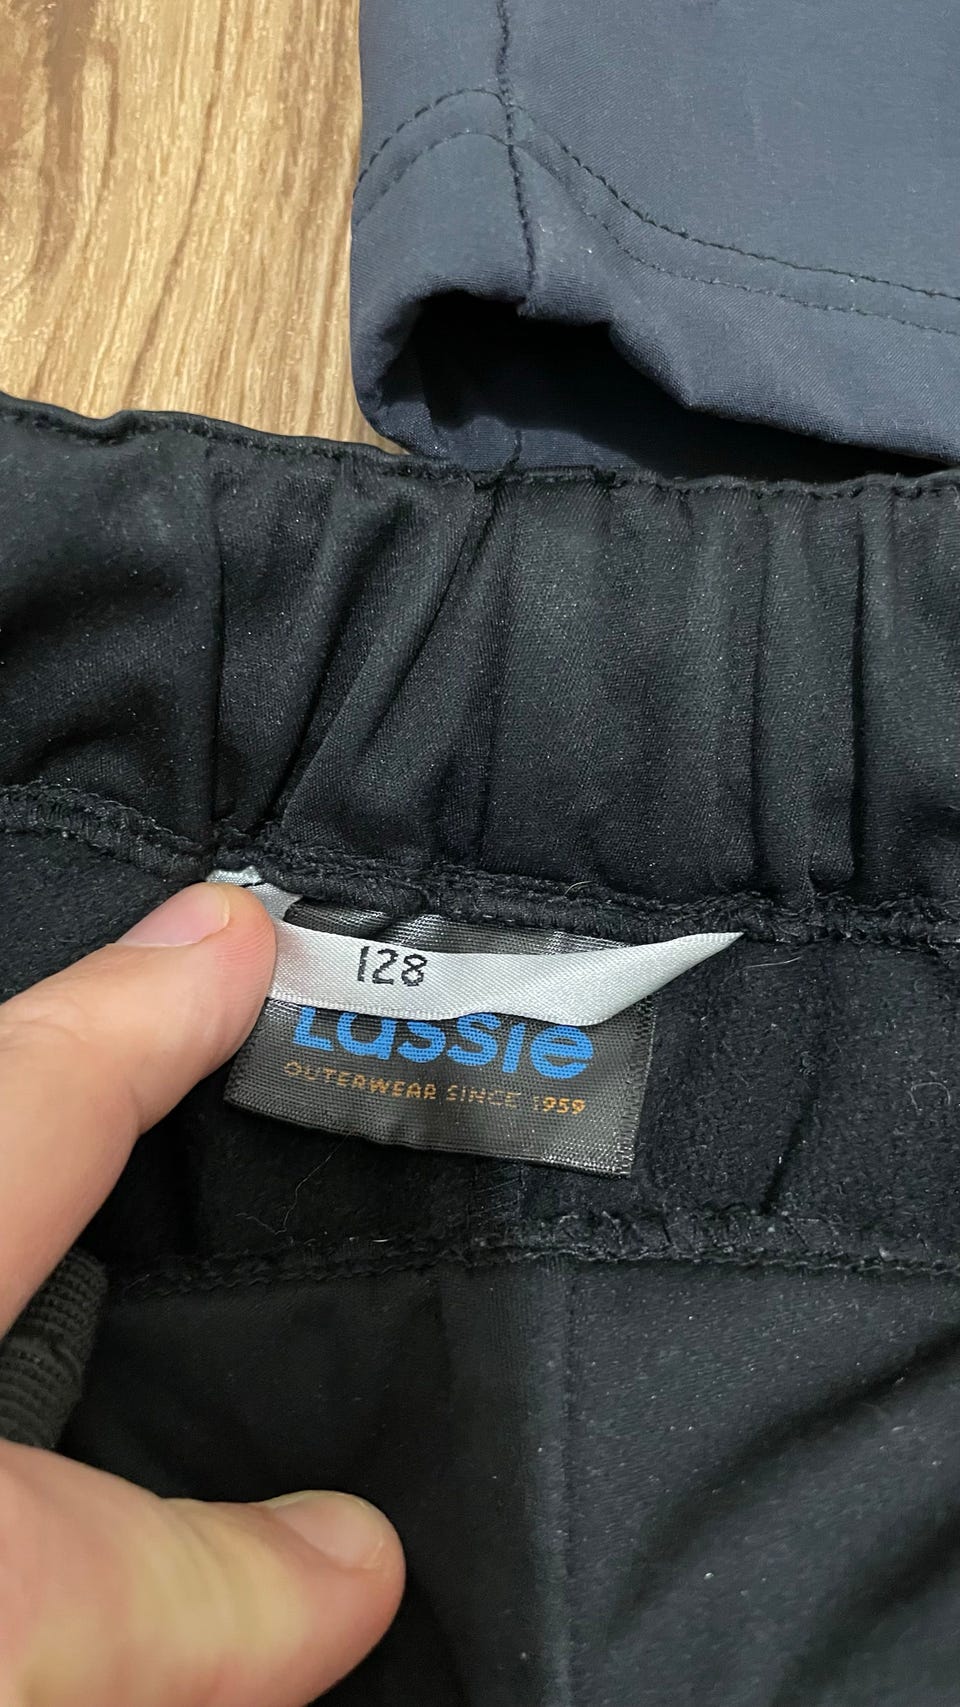 128
Lassie
OUTERWEAR SINCE 1959